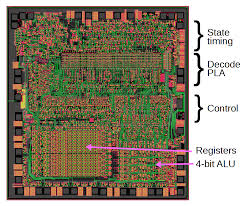 State
timing
Decode
PLA
Control
Registers
4-bit ALU